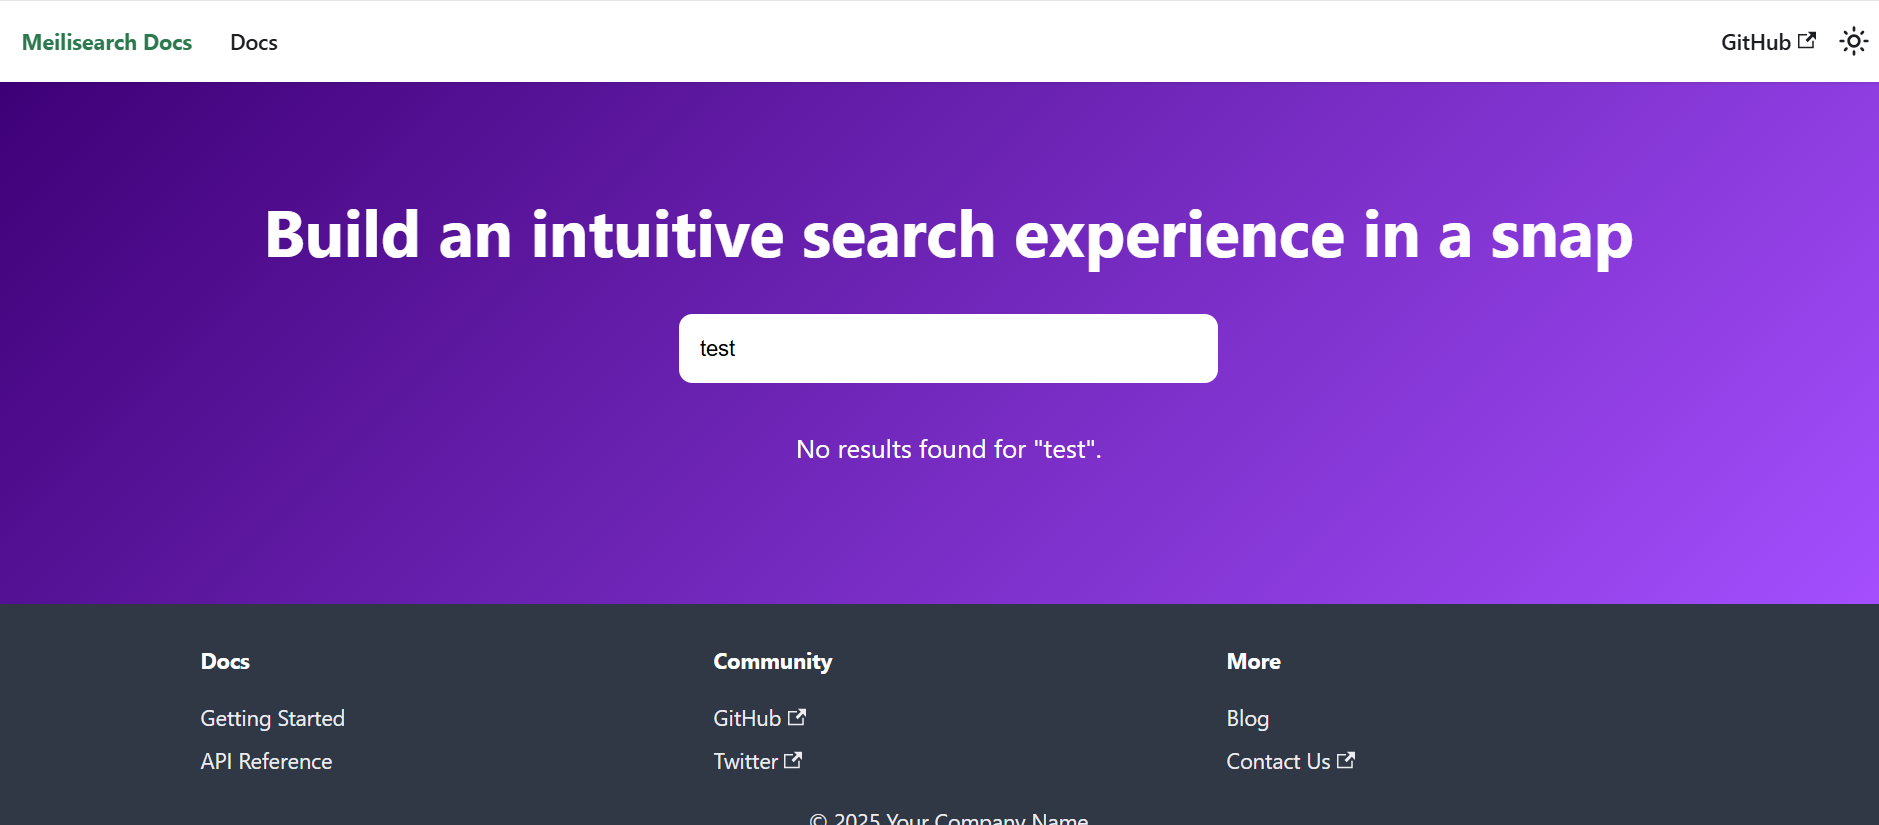 Meilisearch Docs Docs GitHub
Build an intuitive search experience in a snap
test
No results found for "test".
Docs Community More
Getting Started GitHub Blog
API Reference Twitter Contact Us
© 2025 Your Company Name